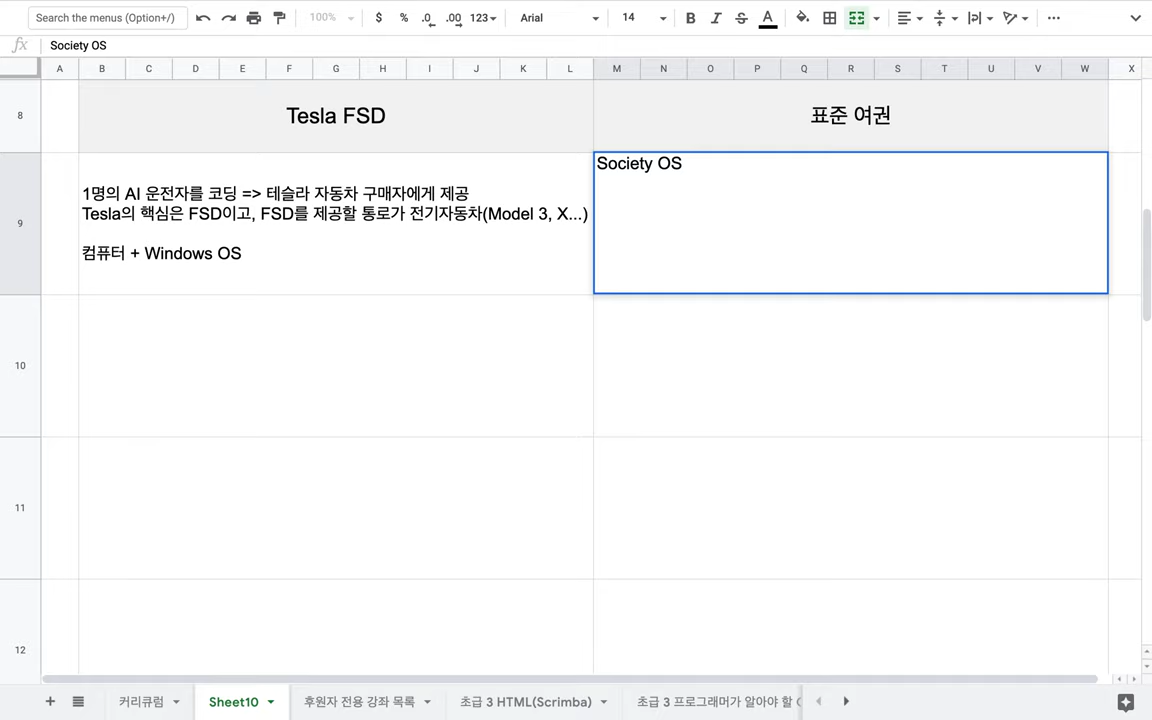 Search the menus (Option+/)
100%
$ % .0 .00 123
Arial
14
B I S A
fx Society OS
A B C D E F G H I J K L M N O P Q R S T U V W X
8
Tesla FSD
표준 여권
9
1명의 AI 운전자를 코딩 => 테슬라 자동차 구매자에게 제공
Tesla의 핵심은 FSD이고, FSD를 제공할 통로가 전기자동차(Model 3, X...)
컴퓨터 + Windows OS
Society OS
10
11
12
커리큐럼
Sheet10
후원자 전용 강좌 목록
초급 3 HTML(Scrimba)
초급 3 프로그래머가 알아야 할